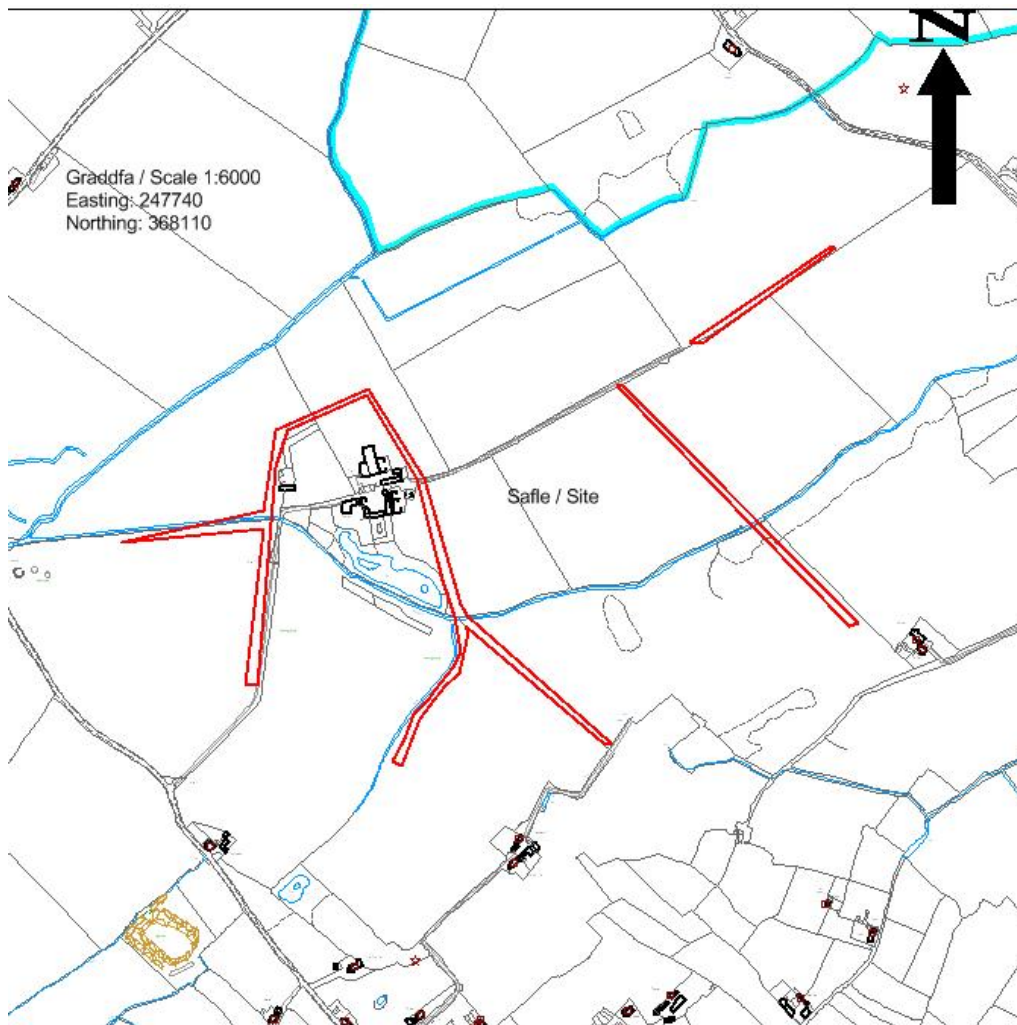 N
Graddfa / Scale 1:6000
Easting: 247740
Northing: 368110
Safle / Site